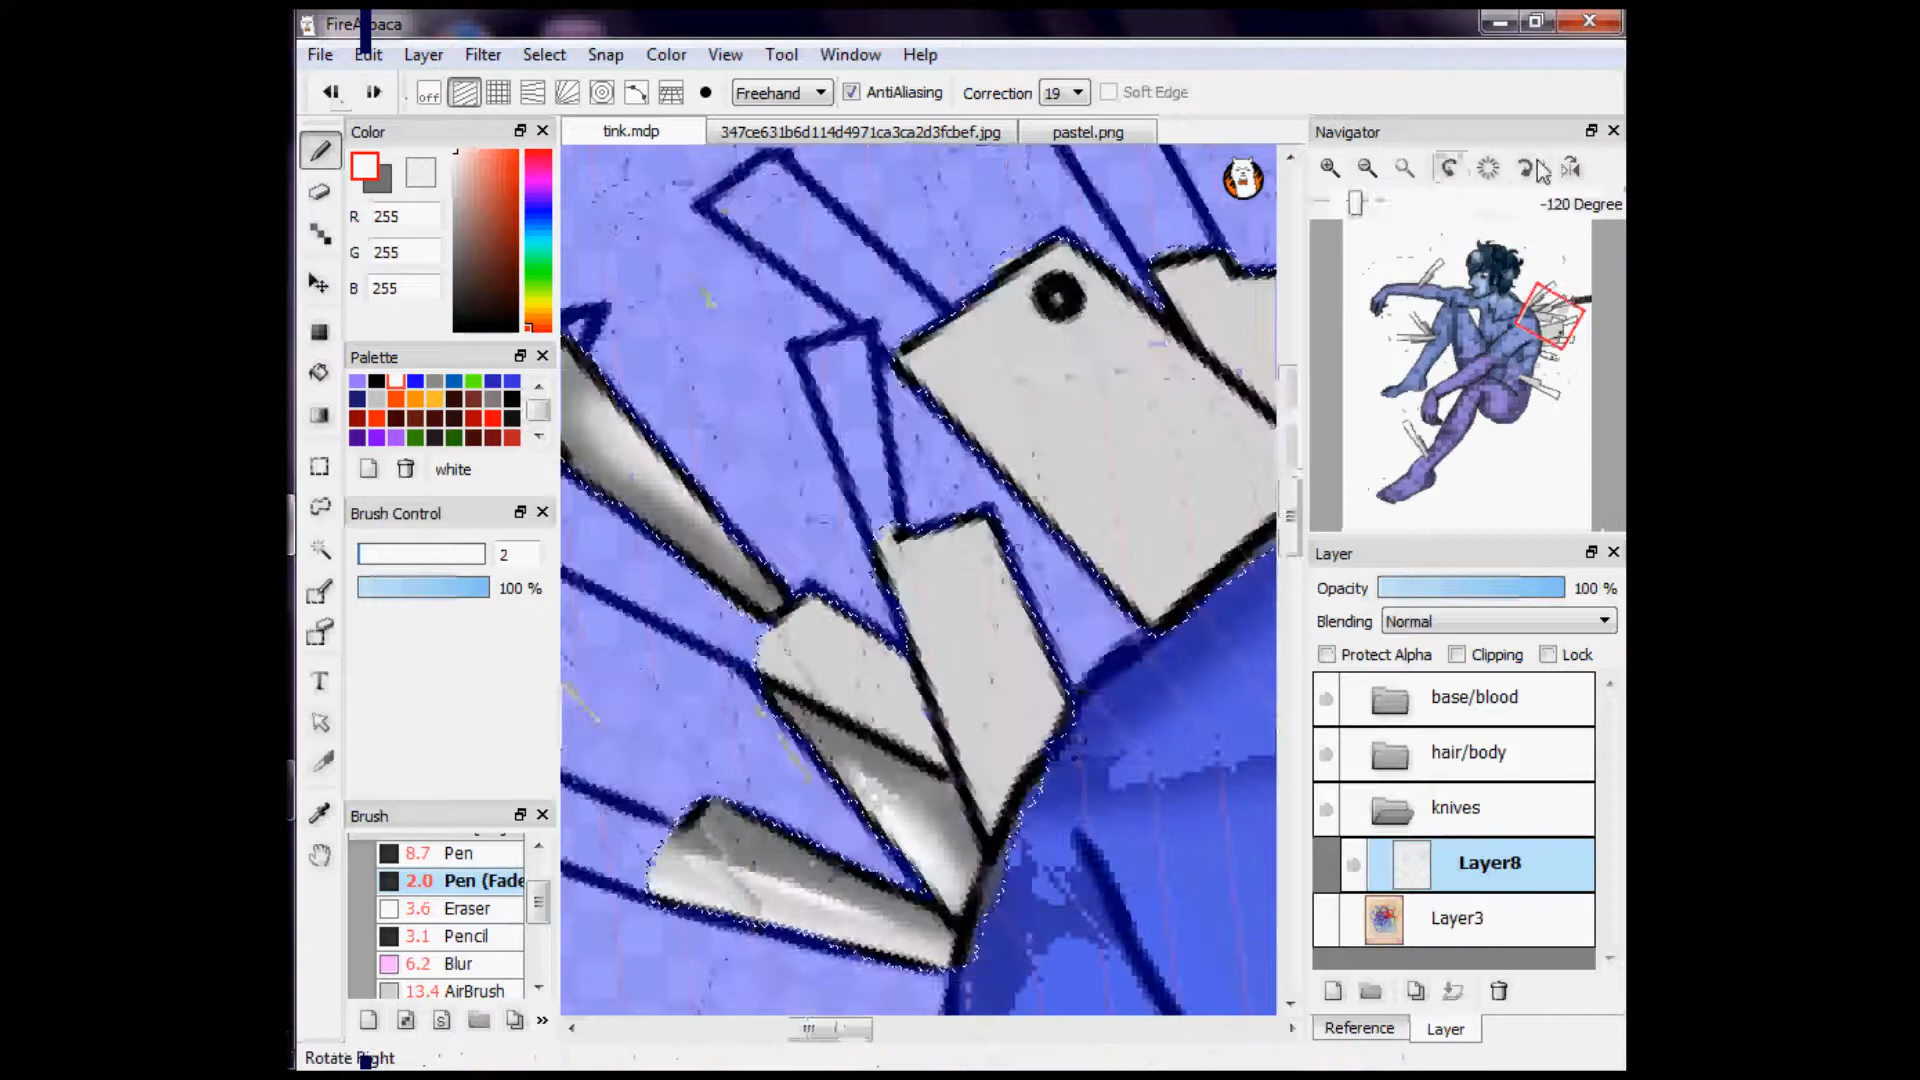 FireAlpaca
File Edit Layer Filter Select Snap Color View Tool Window Help
off Freehand AntiAliasing Correction 19 Soft Edge
Color
R 255
G 255
B 255
Palette
white
Brush Control
2
100 %
Brush
8.7 Pen
2.0 Pen (Fade
3.6 Eraser
3.1 Pencil
6.2 Blur
13.4 AirBrush
tink.mdp 347ce631b6d114d4971ca3ca2d3fcbef.jpg pastel.png
Navigator
-120 Degree
Layer
Opacity 100 %
Blending Normal
Protect Alpha Clipping Lock
base/blood
hair/body
knives
Layer8
Layer3
Reference Layer
Rotate Right